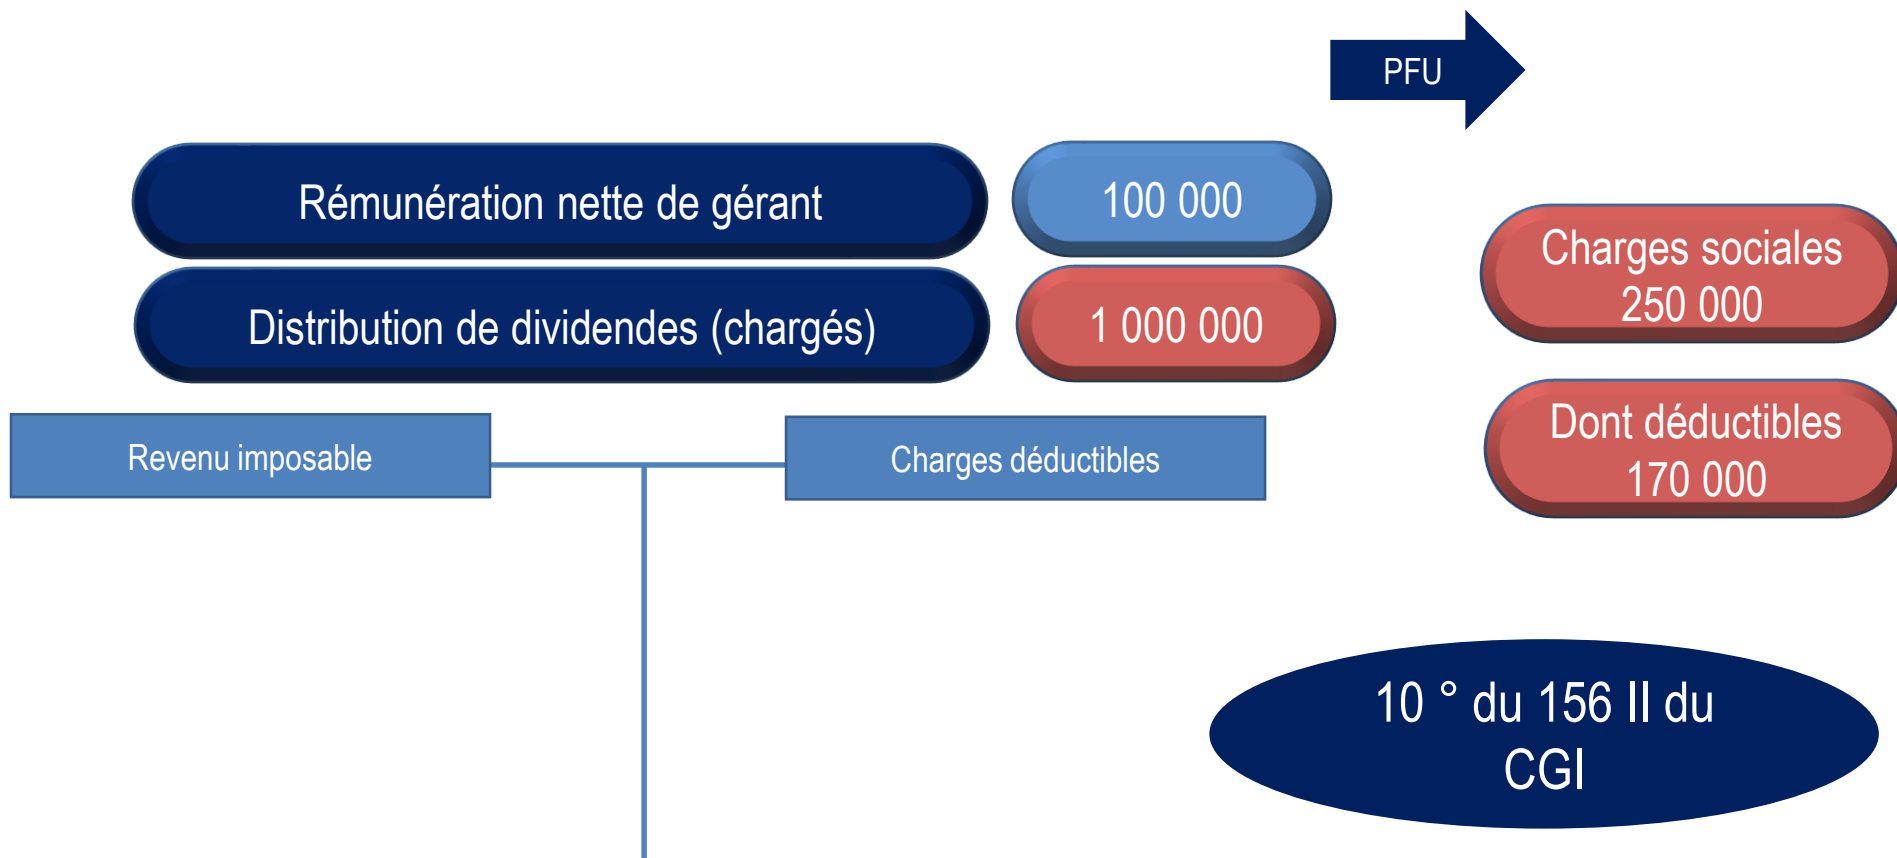 PFU
Rémunération nette de gérant
100 000
Distribution de dividendes (chargés)
1 000 000
Charges sociales
250 000
Dont déductibles
170 000
Revenu imposable
Charges déductibles
10 ° du 156 II du
CGI